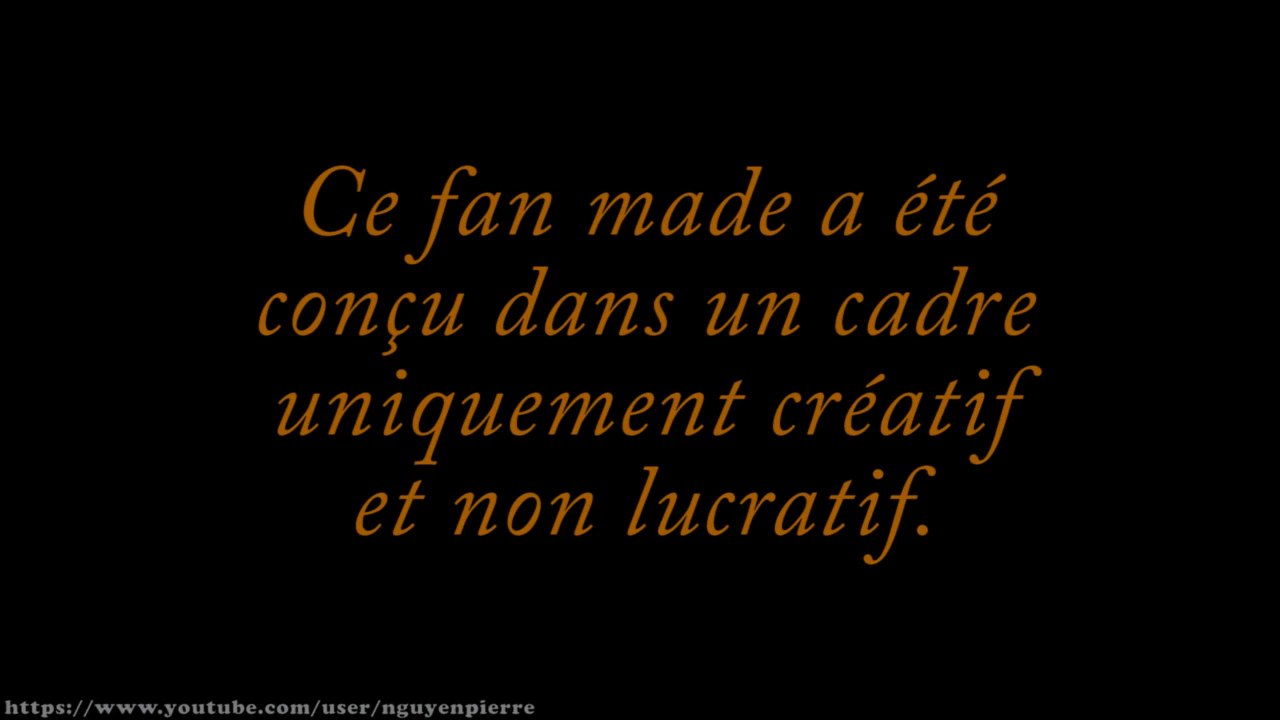 Ce fan made a été
conçu dans un cadre
uniquement créatif
et non lucratif.
https://www.youtube.com/user/nguyenpierre